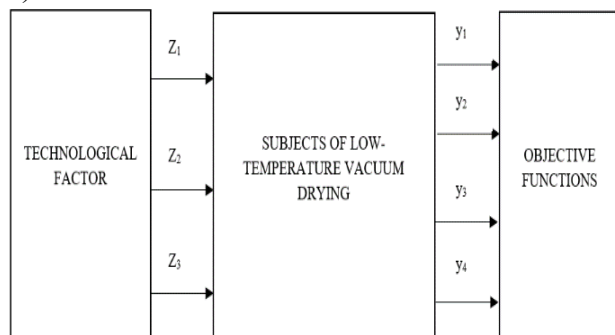 TECHNOLOGICAL
FACTOR
Z₁
Z₂
Z₃
SUBJECTS OF LOW-
TEMPERATURE VACUUM
DRYING
y₁
y₂
y₃
y₄
OBJECTIVE
FUNCTIONS